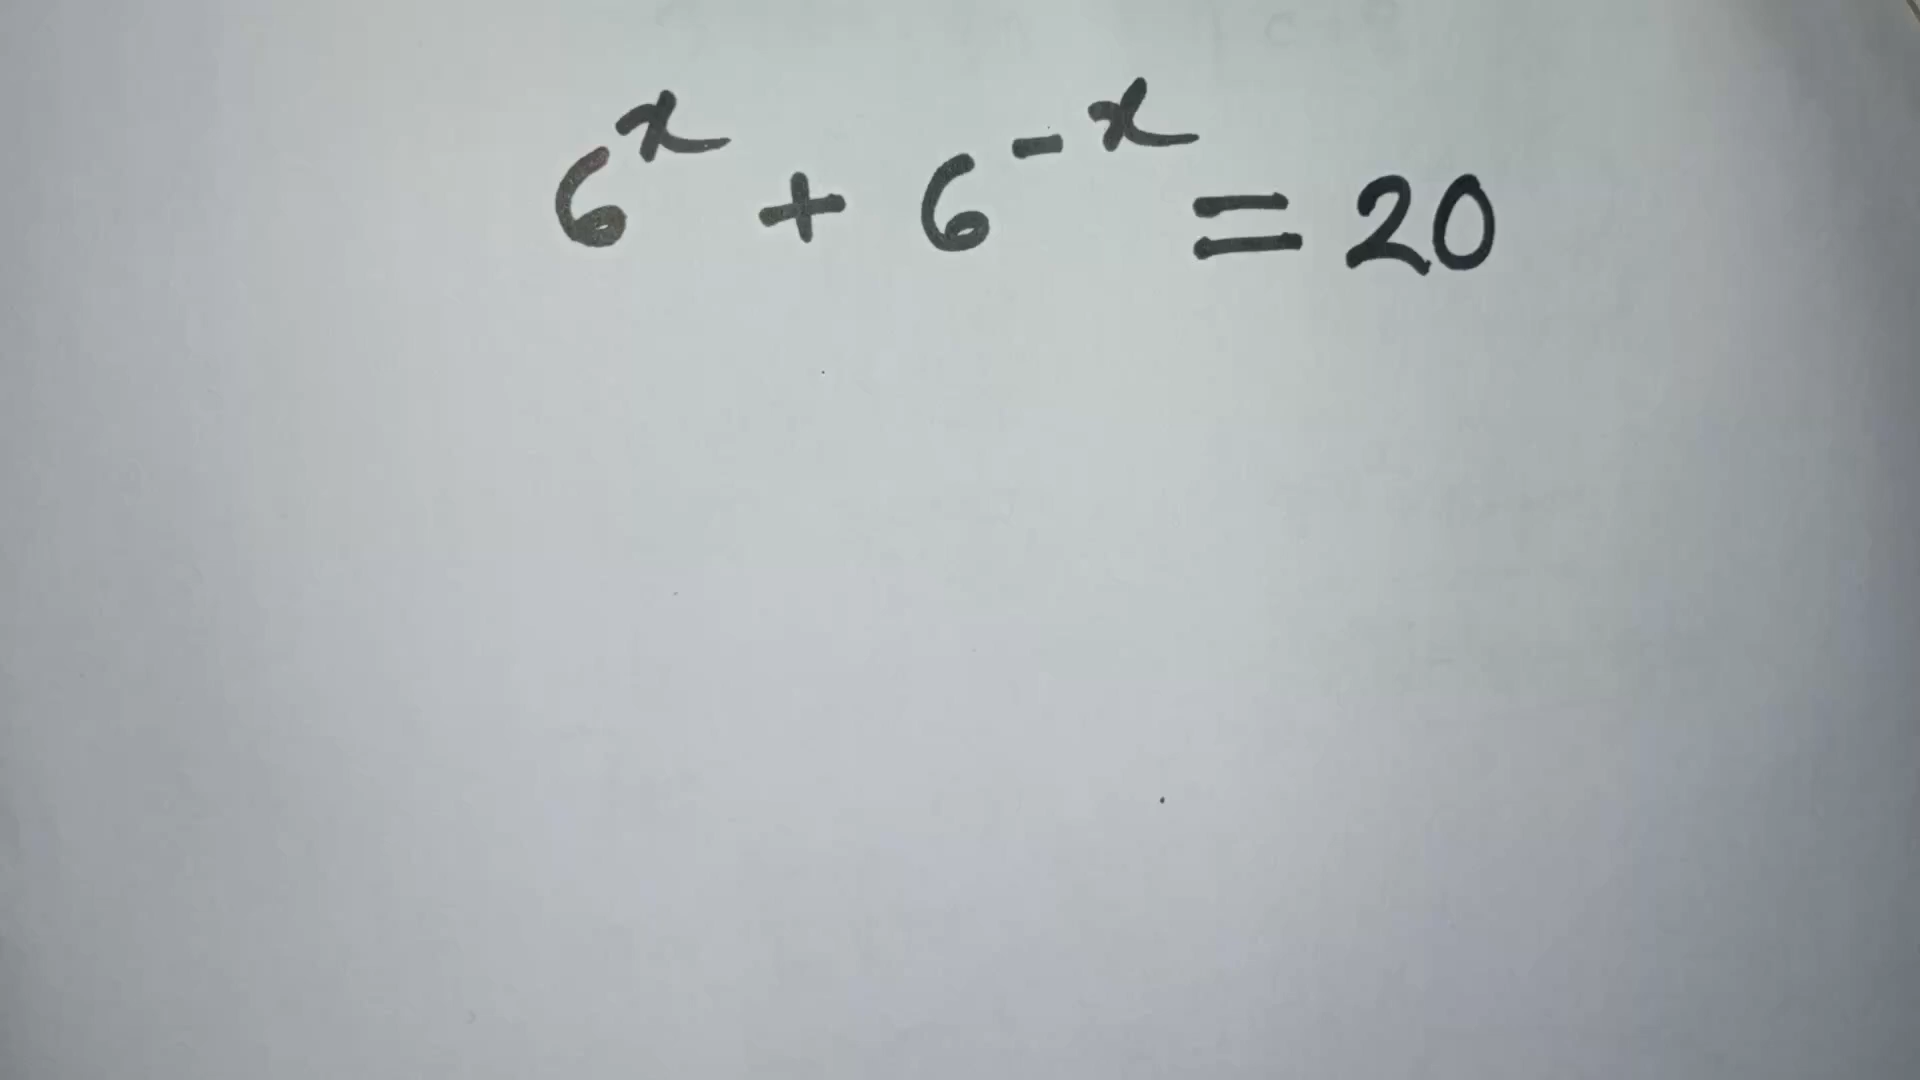 6^x + 6^-x = 20